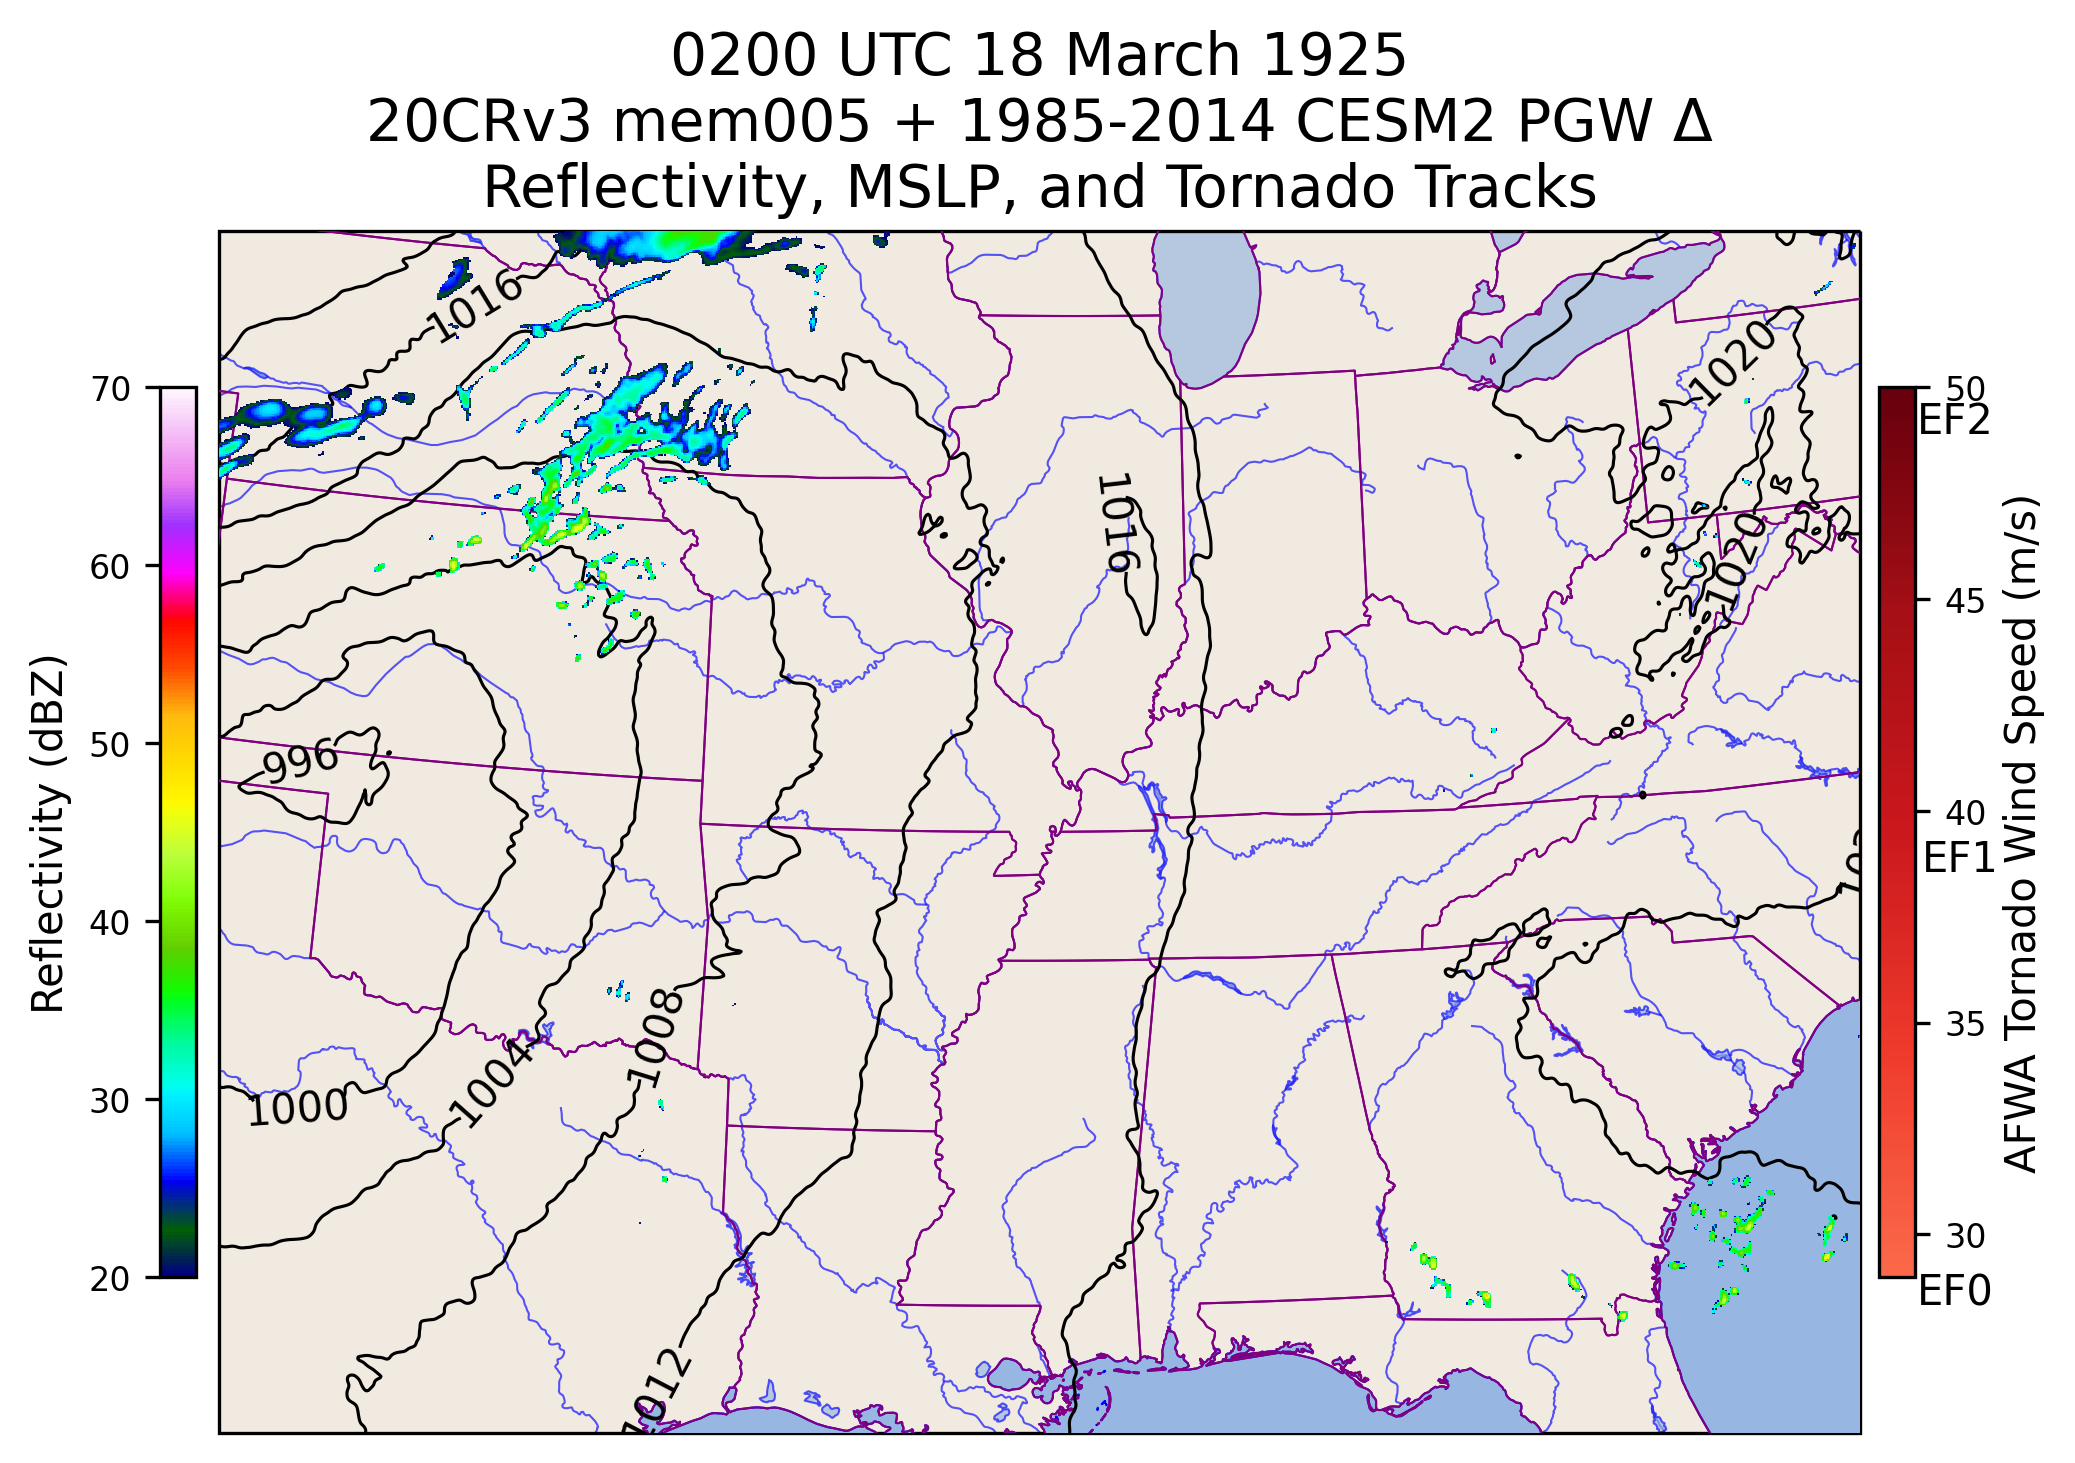 0200 UTC 18 March 1925
20CRv3 mem005 + 1985-2014 CESM2 PGW Δ
Reflectivity, MSLP, and Tornado Tracks
1016
1020
1016
1020
996
1008
1004
1000
1012
70
60
50
40
30
20
Reflectivity (dBZ)
50
EF2
45
40
EF1
35
30
EF0
AFWA Tornado Wind Speed (m/s)